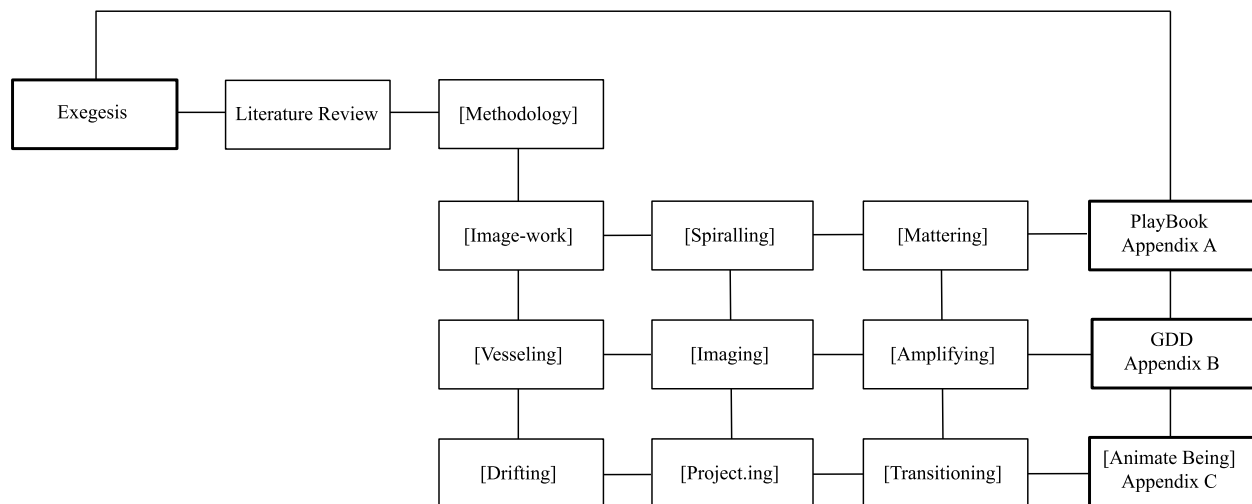 Exegesis
Literature Review
[Methodology]
[Image-work]
[Spiralling]
[Mattering]
PlayBook
Appendix A
[Vesseling]
[Imaging]
[Amplifying]
GDD
Appendix B
[Drifting]
[Project.ing]
[Transitioning]
[Animate Being]
Appendix C